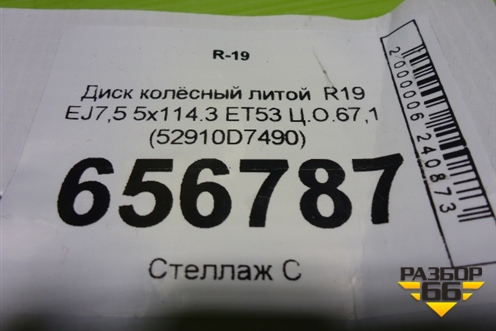 R-19
Диск колёсный литой R19
EJ7,5 5x114.3 ET53 Ц.О.67,1
(52910D7490)
656787
Стеллаж С
2000006240873
РАЗБОР
66